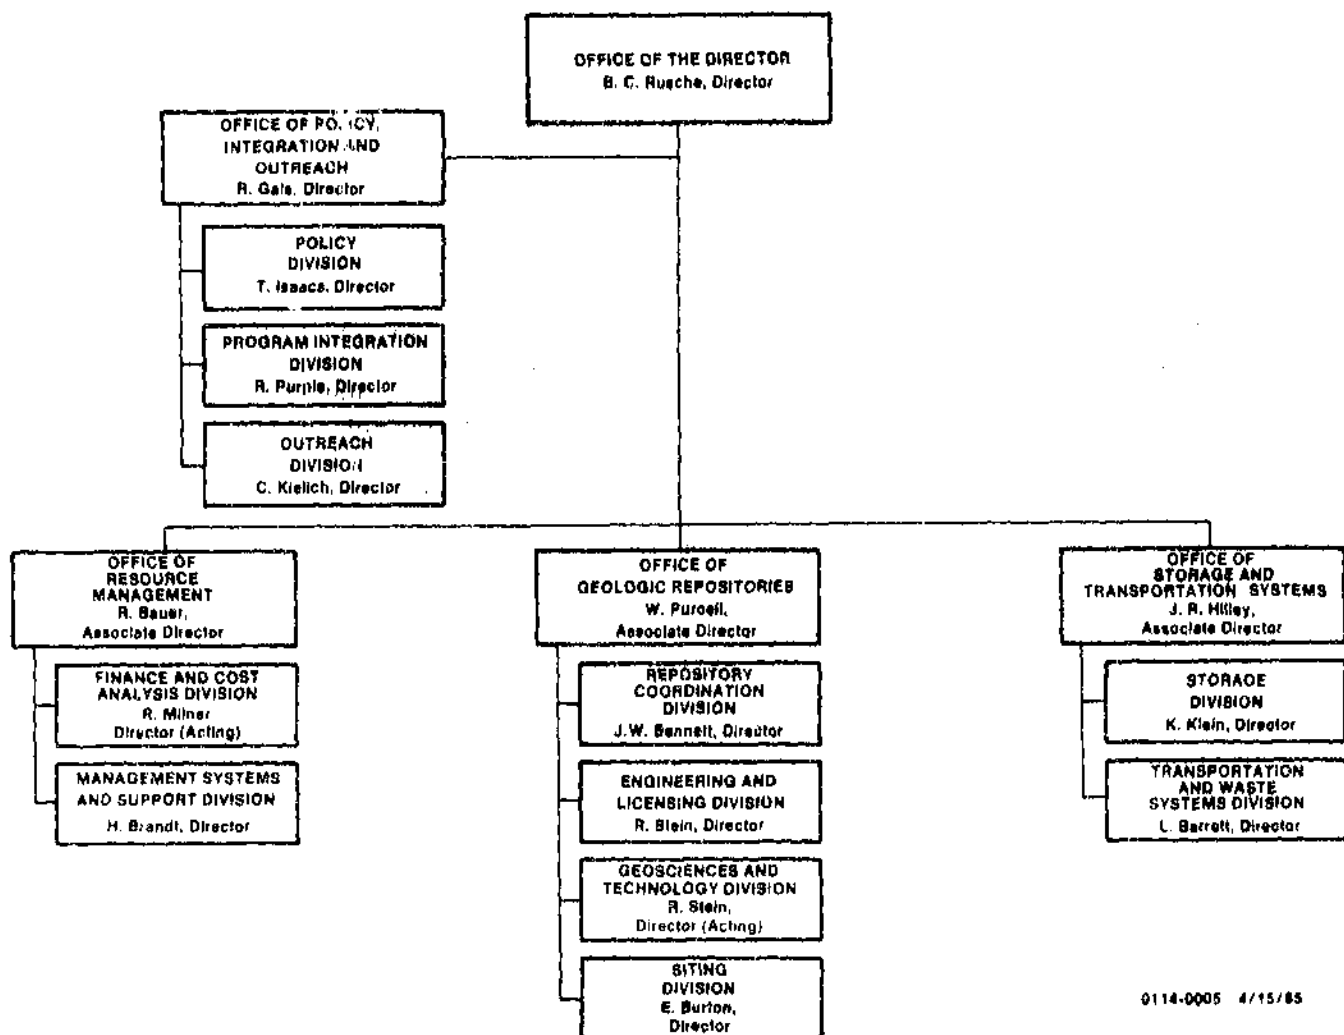 OFFICE OF THE DIRECTOR
B. C. Rusche, Director
OFFICE OF POLICY,
INTEGRATION AND
OUTREACH
R. Gale, Director
POLICY
DIVISION
T. Isaacs, Director
PROGRAM INTEGRATION
DIVISION
R. Purple, Director
OUTREACH
DIVISION
C. Kielich, Director
OFFICE OF
RESOURCE
MANAGEMENT
R. Bauer,
Associate Director
FINANCE AND COST
ANALYSIS DIVISION
R. Milner
Director (Acting)
MANAGEMENT SYSTEMS
AND SUPPORT DIVISION
H. Brandt, Director
OFFICE OF
GEOLOGIC REPOSITORIES
W. Purcell,
Associate Director
REPOSITORY
COORDINATION
DIVISION
J.W. Bennett, Director
ENGINEERING AND
LICENSING DIVISION
R. Stein, Director
GEOSCIENCES AND
TECHNOLOGY DIVISION
R. Stein,
Director (Acting)
SITING
DIVISION
E. Burton,
Director
OFFICE OF
STORAGE AND
TRANSPORTATION SYSTEMS
J. R. Hilley,
Associate Director
STORAGE
DIVISION
K. Klein, Director
TRANSPORTATION
AND WASTE
SYSTEMS DIVISION
L. Barrett, Director
0114-0005 4/15/85